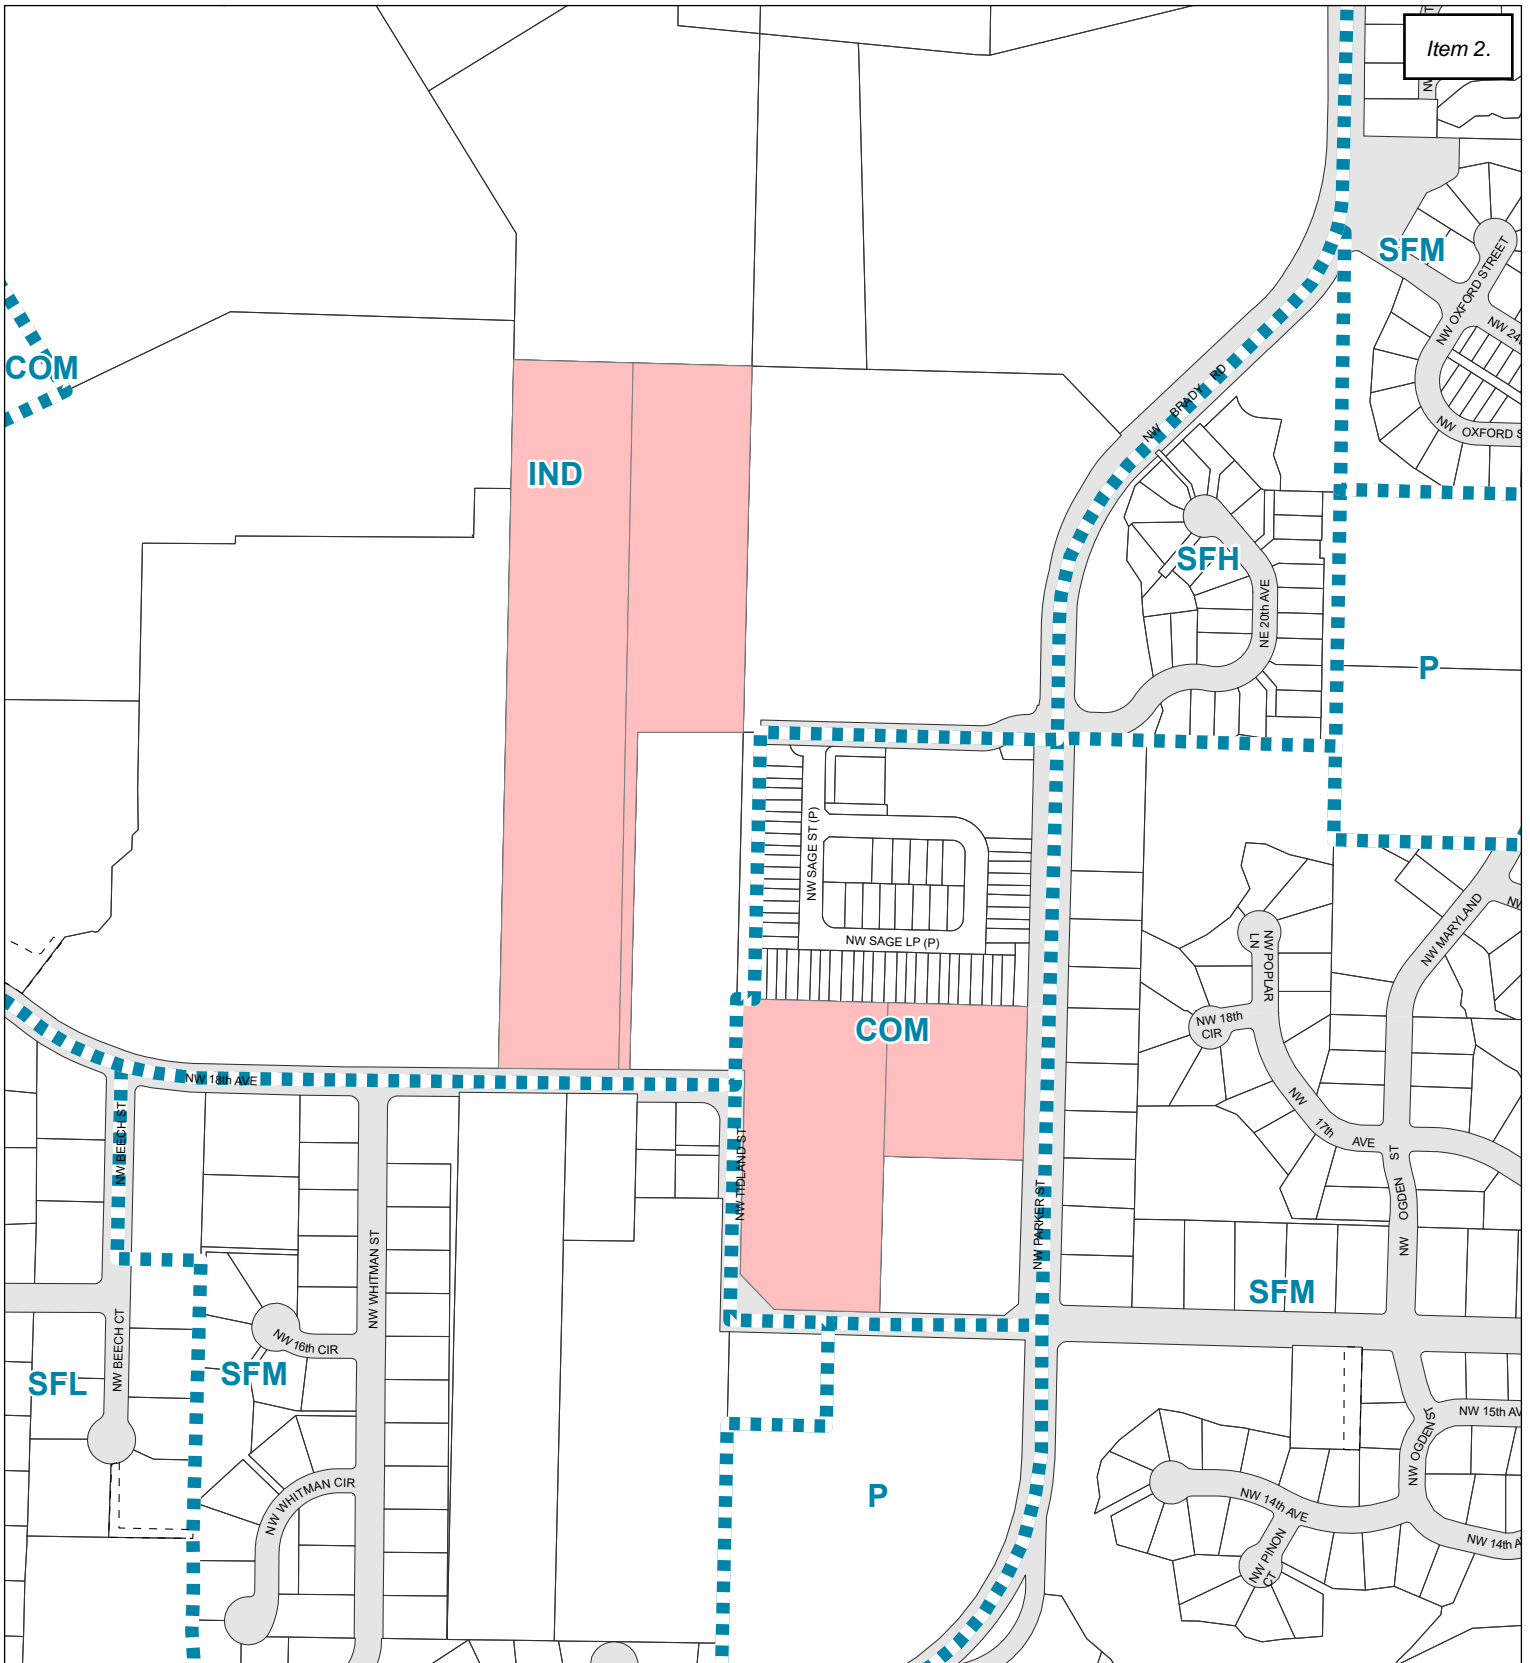 Item 2.
NW
SFM
NW OXFORD STREET
COM
NW BRADY RD
NW OXFORD S
IND
SFH
NE 20th AVE
P
NW SAGE ST (P)
NW SAGE LP (P)
NW MARYLAND
NW POPLAR
LN
NW 18th
CIR
COM
NW 18th AVE
NW BEECH ST
NW 17th AVE
NW TIDLAND ST
NW PARKER ST
NW OGDEN ST
NW WHITMAN ST
SFM
NW BEECH CT
NW 16th CIR
SFL
SFM
NW 15th AV
NW OGDEN ST
NW WHITMAN CIR
P
NW 14th AVE
NW 14th A
NW PINON
CT